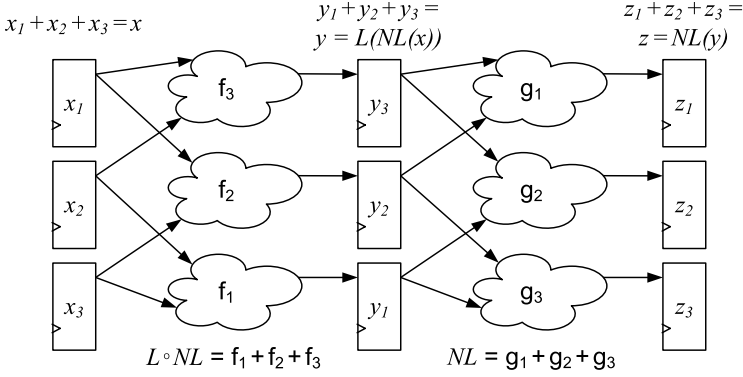 x₁+x₂+x₃=x
y₁+y₂+y₃=
y = L(NL(x))
z₁+z₂+z₃=
z=NL(y)
x₁
f₃
y₃
g₁
z₁
x₂
f₂
y₂
g₂
z₂
x₃
f₁
y₁
g₃
z₃
L∘NL = f₁+f₂+f₃
NL = g₁+g₂+g₃